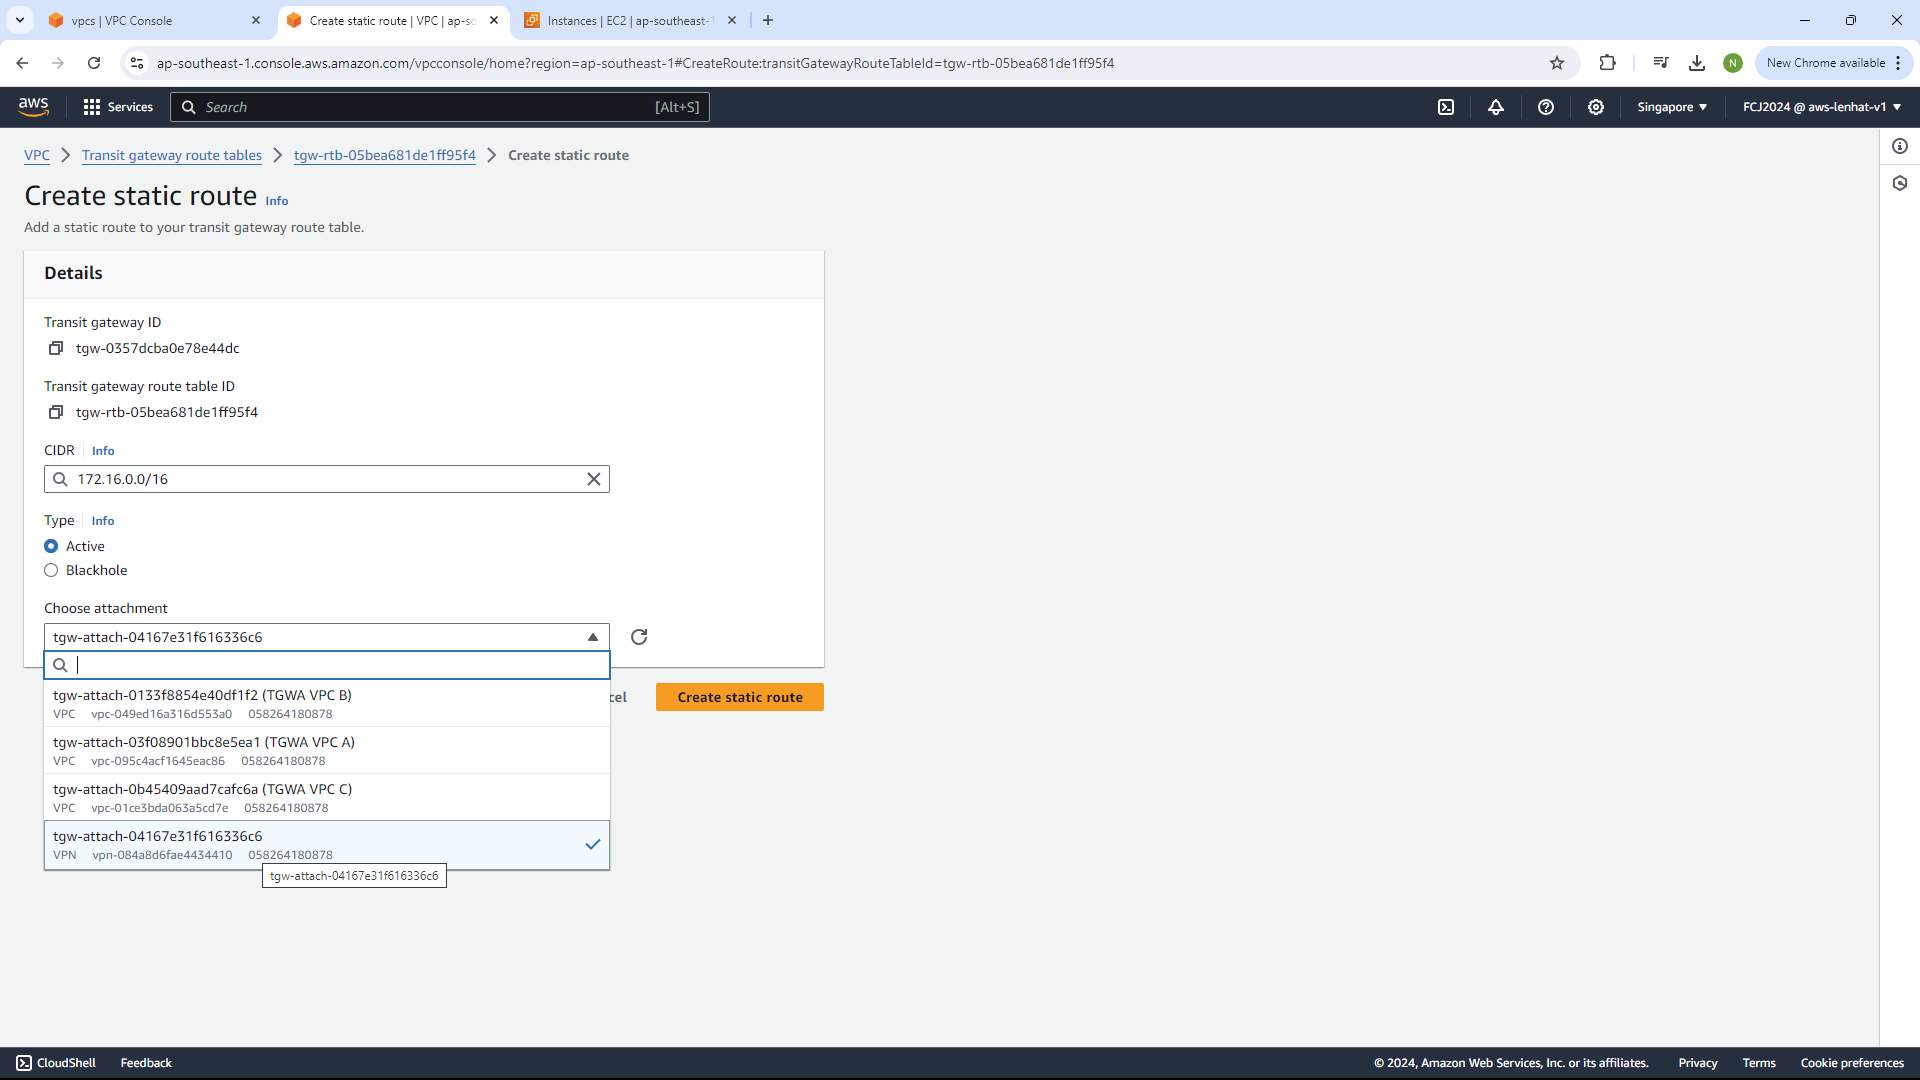 vpcs | VPC Console
Create static route | VPC | ap-so
Instances | EC2 | ap-southeast-1
ap-southeast-1.console.aws.amazon.com/vpcconsole/home?region=ap-southeast-1#CreateRoute:transitGatewayRouteTableId=tgw-rtb-05bea681de1ff95f4
N
New Chrome available
aws
Services
Search
[Alt+S]
Singapore
FCJ2024 @ aws-lenhat-v1
VPC
Transit gateway route tables
tgw-rtb-05bea681de1ff95f4
Create static route
Create static route Info
Add a static route to your transit gateway route table.
Details
Transit gateway ID
tgw-0357dcba0e78e44dc
Transit gateway route table ID
tgw-rtb-05bea681de1ff95f4
CIDR Info
172.16.0.0/16
Type Info
Active
Blackhole
Choose attachment
tgw-attach-04167e31f616336c6
tgw-attach-0133f8854e40df1f2 (TGWA VPC B)
VPC vpc-049ed16a316d553a0 058264180878
cel
Create static route
tgw-attach-03f08901bbc8e5ea1 (TGWA VPC A)
VPC vpc-095c4acf1645eac86 058264180878
tgw-attach-0b45409aad7cafc6a (TGWA VPC C)
VPC vpc-01ce3bda063a5cd7e 058264180878
tgw-attach-04167e31f616336c6
VPN vpn-084a8d6fae4434410 058264180878
tgw-attach-04167e31f616336c6
CloudShell
Feedback
© 2024, Amazon Web Services, Inc. or its affiliates.
Privacy
Terms
Cookie preferences